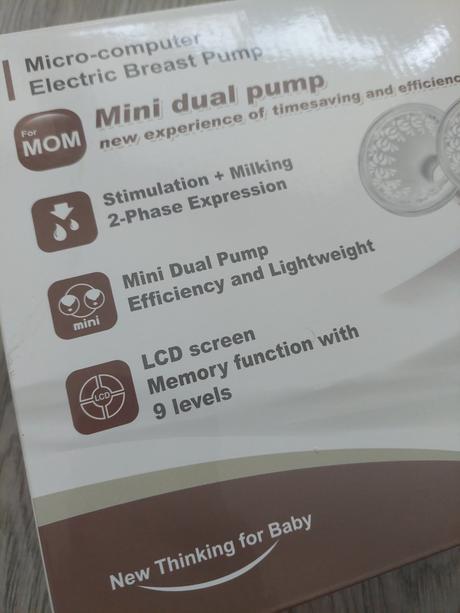 Micro-computer
Electric Breast Pump
For
MOM
Mini dual pump
new experience of timesaving and
Stimulation + Milking
2-Phase Expression
mini
Mini Dual Pump
Efficiency and Lightweight
LCD
LCD screen
Memory function with
9 levels
New Thinking for Baby